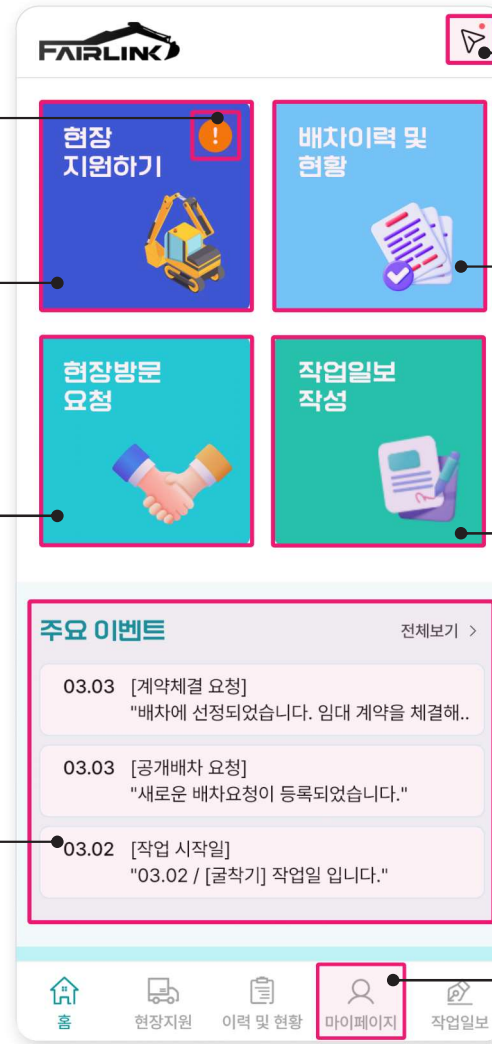 FAIRLINK
현장
지원하기
!
배차이력 및
현황
현장방문
요청
작업일보
작성
주요 이벤트
전체보기 >
03.03 [계약체결 요청]
"배차에 선정되었습니다. 임대 계약을 체결해..
03.03 [공개배차 요청]
"새로운 배차요청이 등록되었습니다."
03.02 [작업 시작일]
"03.02 / [굴착기] 작업일 입니다."
홈 현장지원 이력 및 현황 마이페이지 작업일보